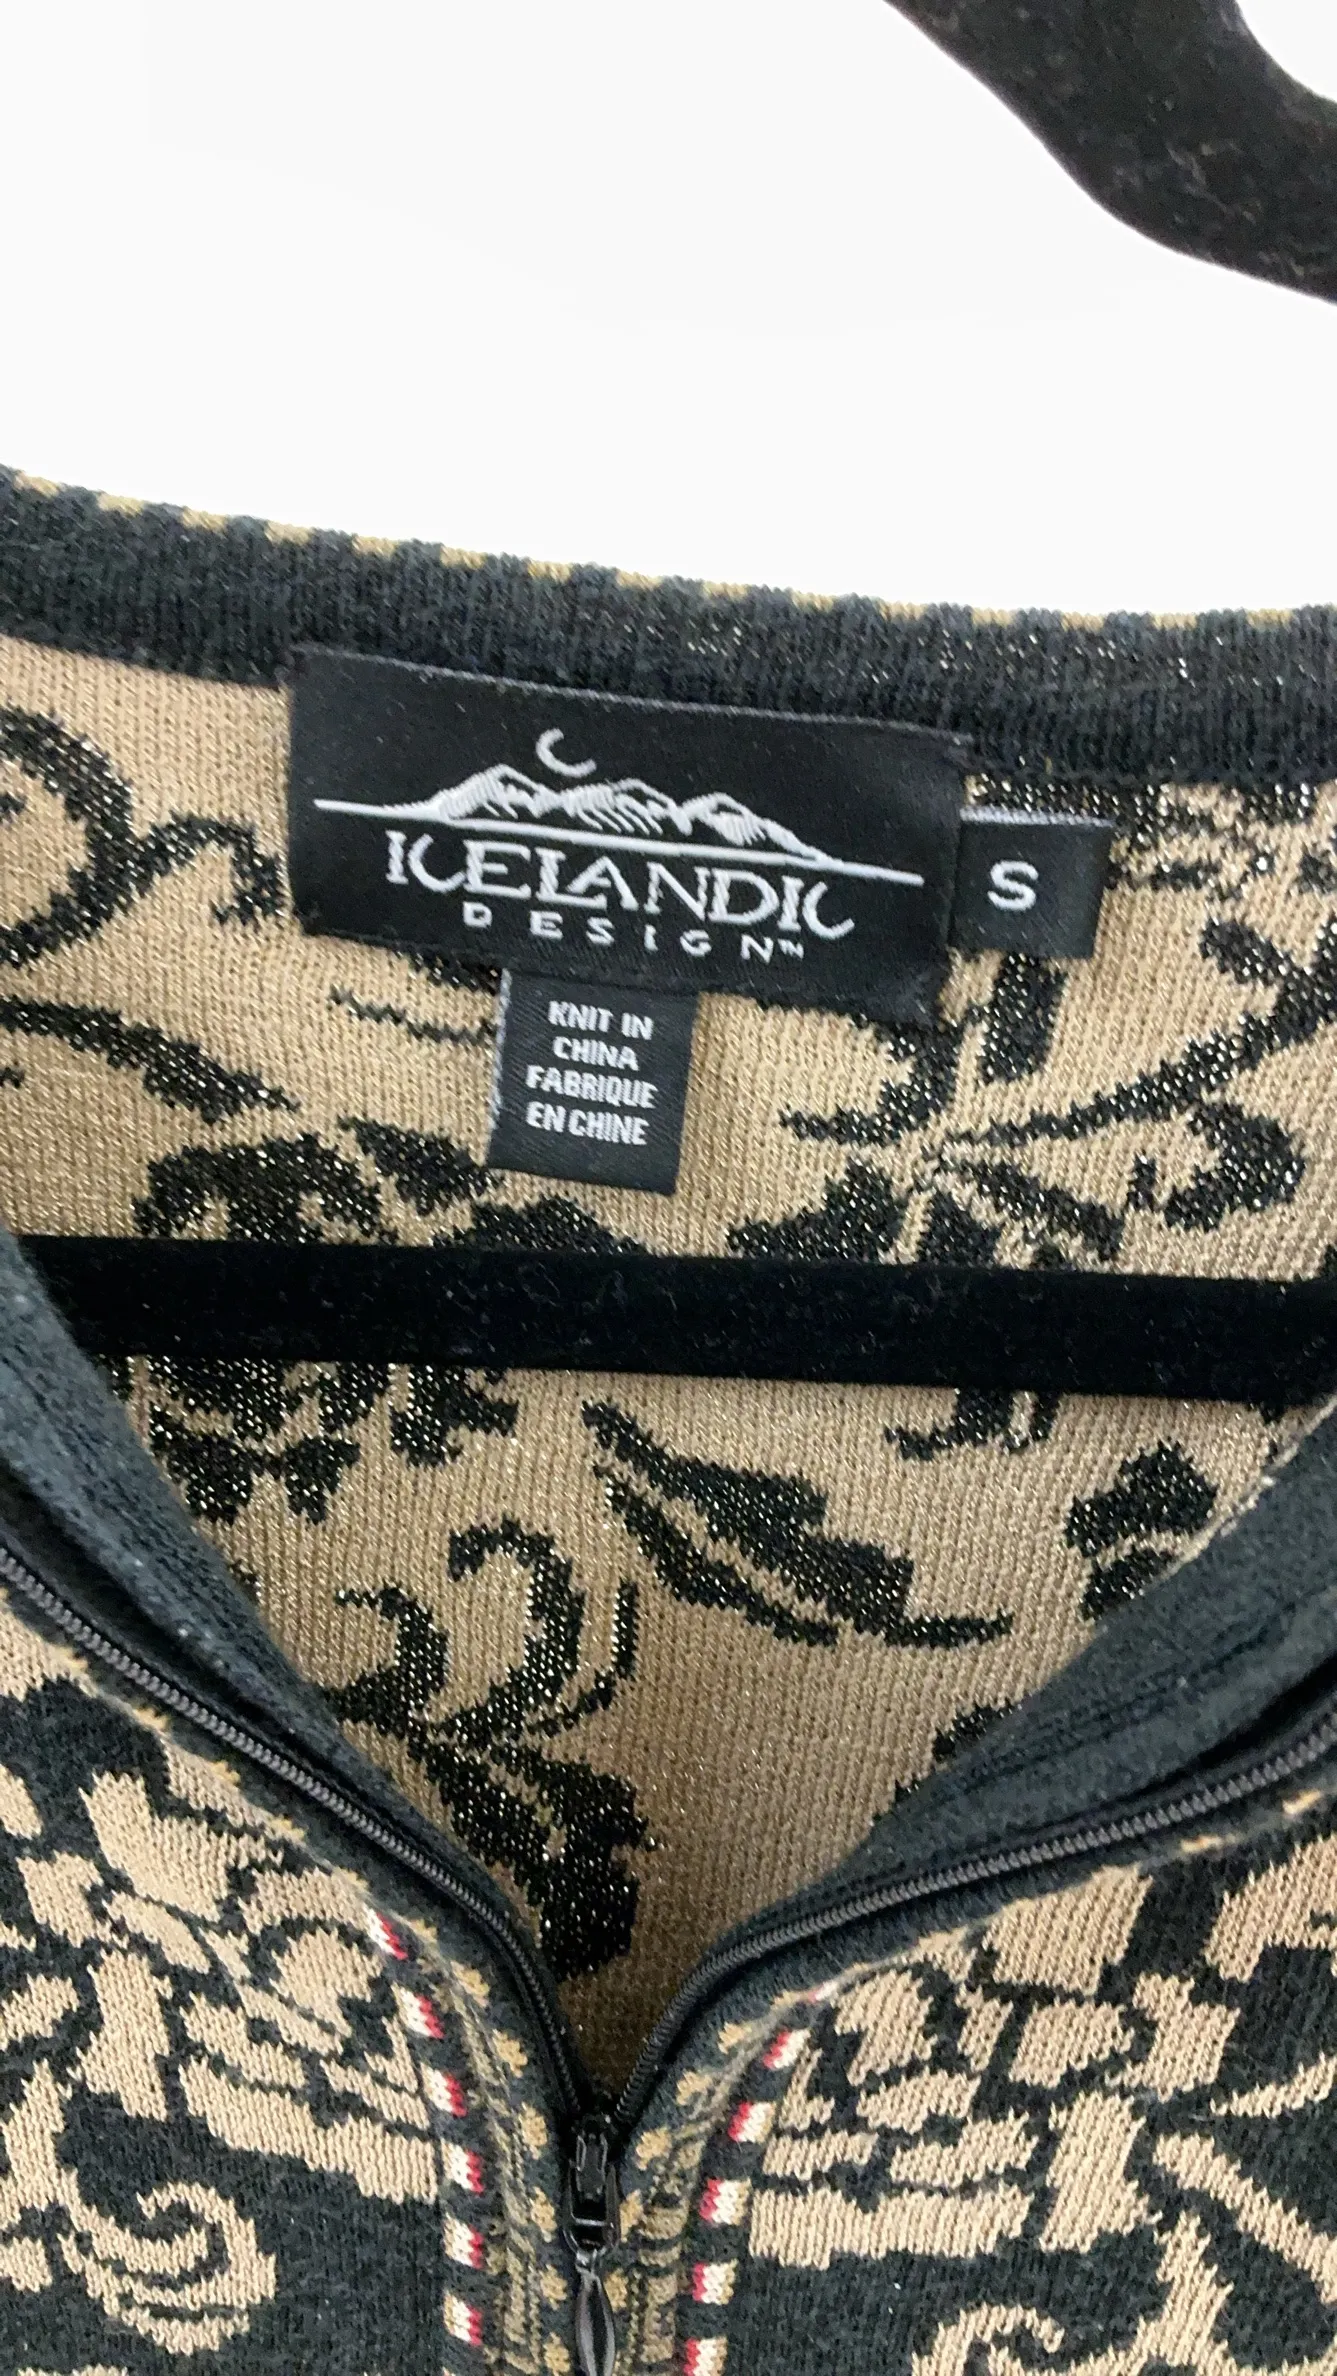 ICELANDIC
DESIGN™
S
KNIT IN
CHINA
FABRIQUE
EN CHINE